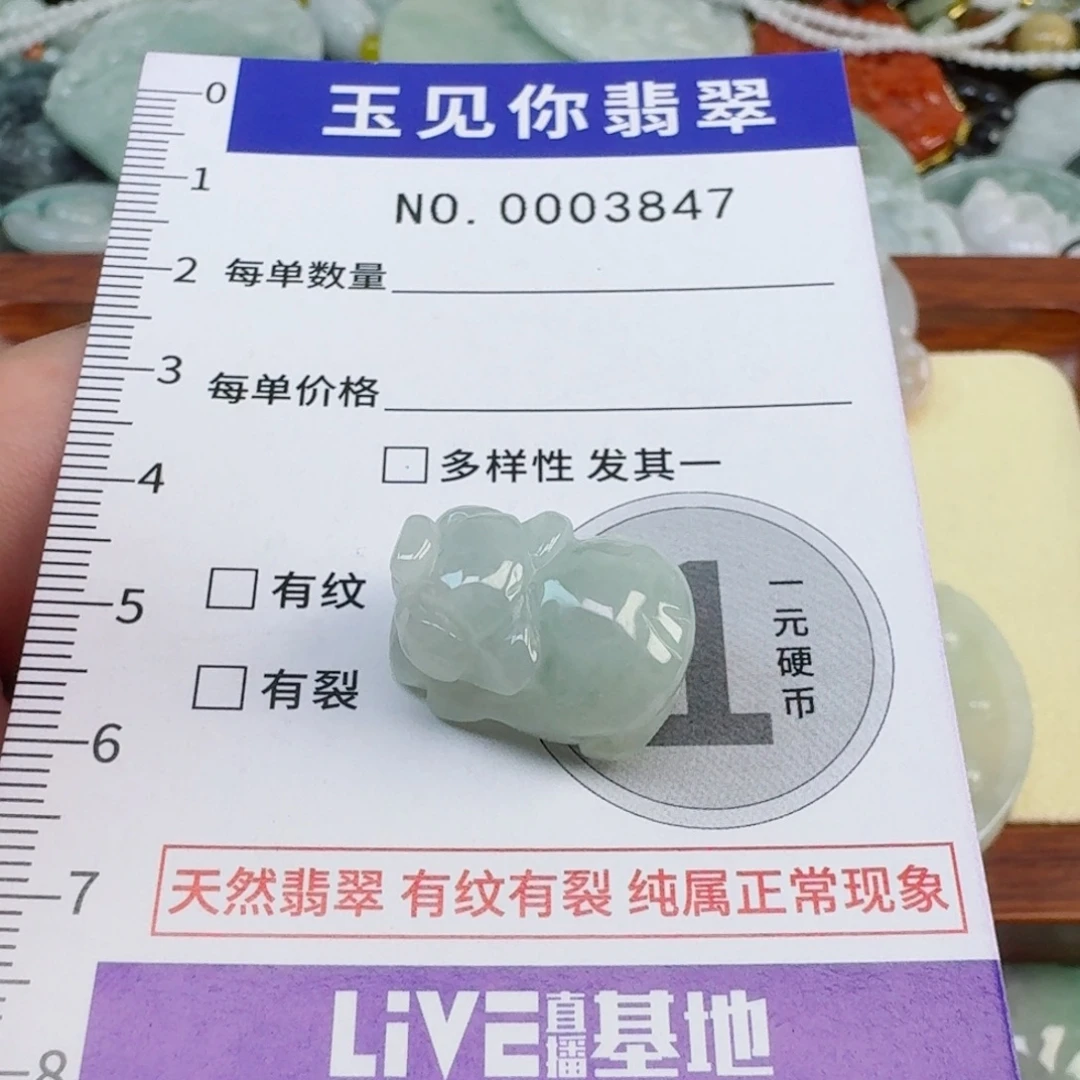 玉见你翡翠
NO. 0003847
每单数量
每单价格
多样性 发其一
有纹
有裂
1
一元硬币
天然翡翠 有纹有裂 纯属正常现象
LiVE直播基地
0
1
2
3
4
5
6
7
8